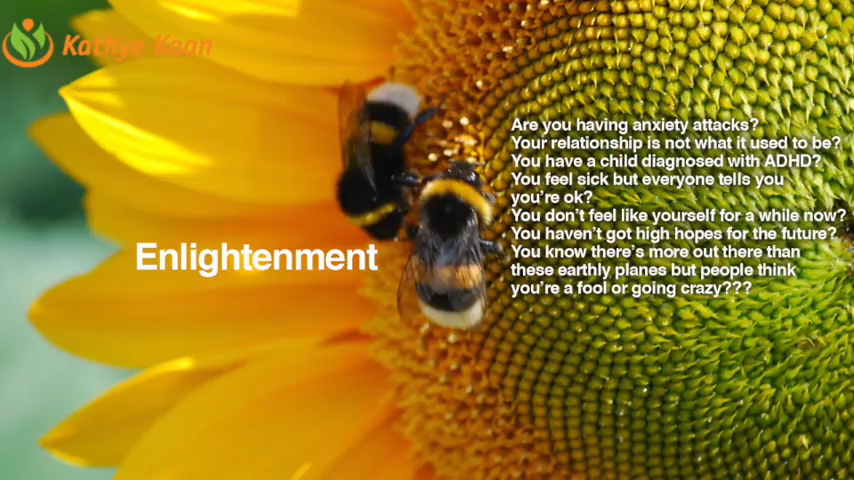 Kathye Kaan
Are you having anxiety attacks?
Your relationship is not what it used to be?
You have a child diagnosed with ADHD?
You feel sick but everyone tells you
you're ok?
You don't feel like yourself for a while now?
You haven't got high hopes for the future?
You know there's more out there than
these earthly planes but people think
you're a fool or going crazy???
Enlightenment